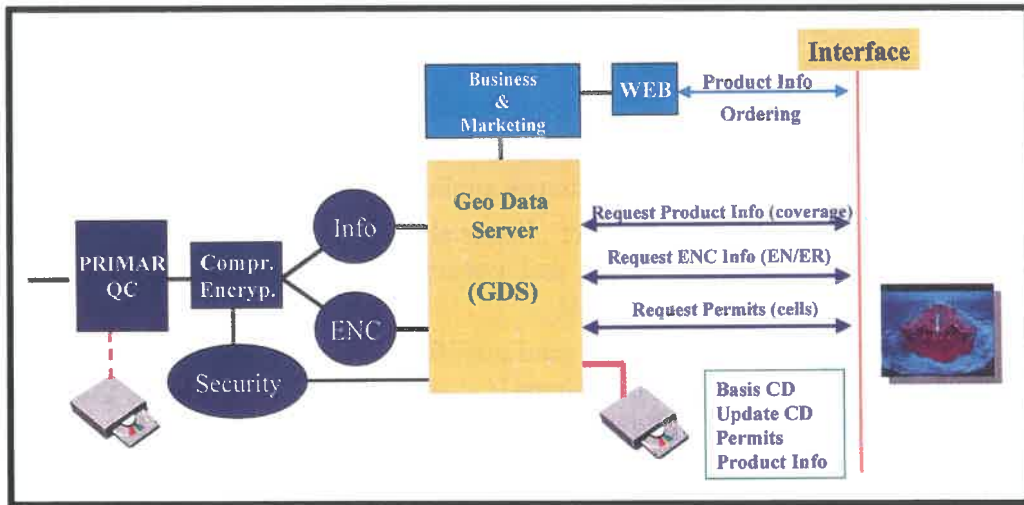 Interface
Business
&
Marketing
WEB
Product Info
Ordering
Geo Data
Server
(GDS)
Info
PRIMAR
QC
Compr.
Encryp.
ENC
Security
Request Product Info (coverage)
Request ENC Info (EN/ER)
Request Permits (cells)
Basis CD
Update CD
Permits
Product Info